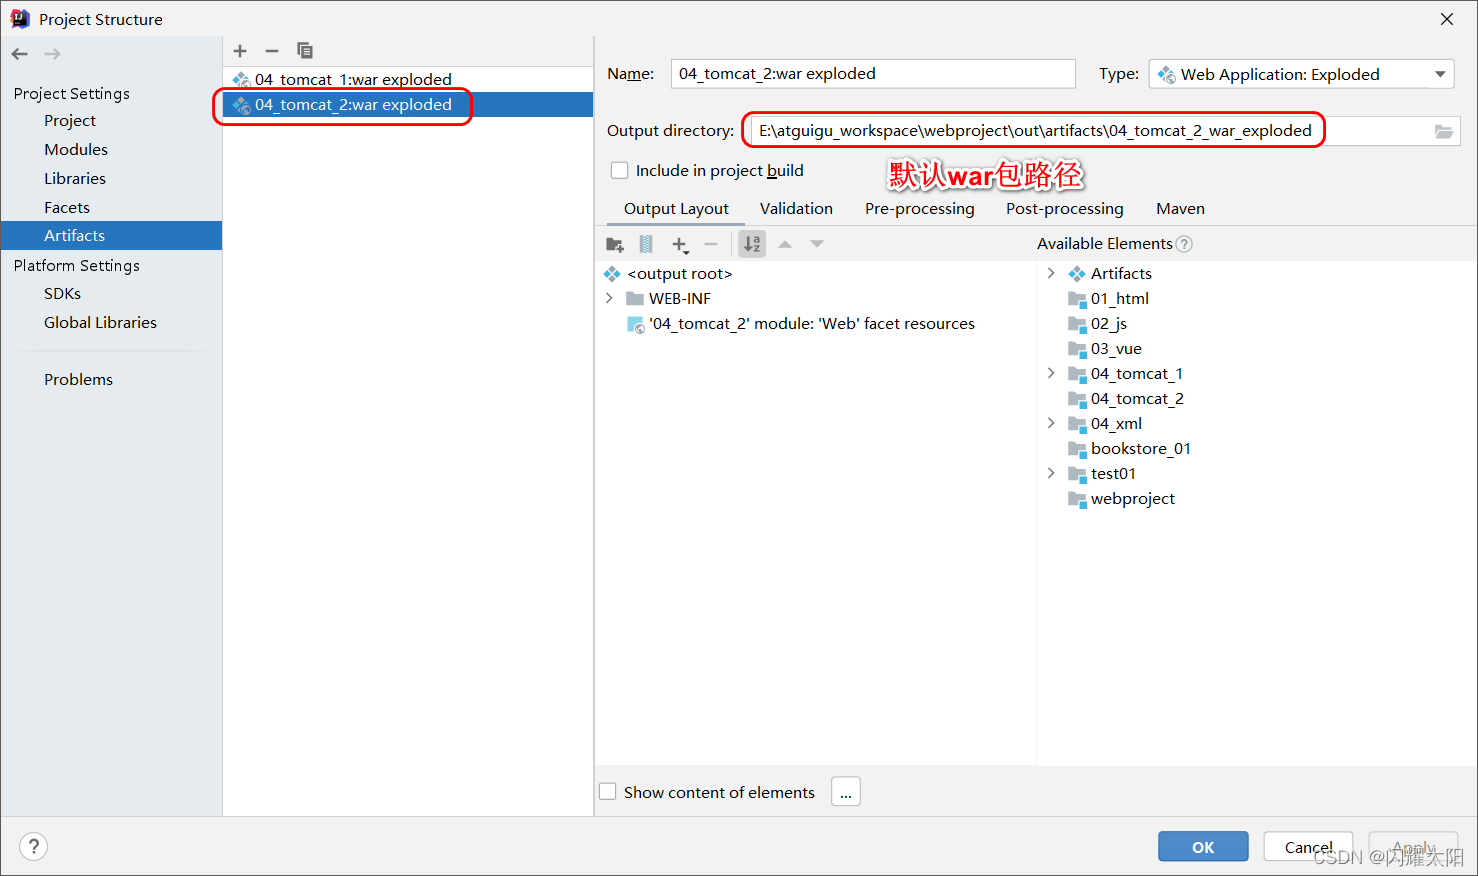 Project Structure
Project Settings
Project
Modules
Libraries
Facets
Artifacts
Platform Settings
SDKs
Global Libraries
Problems
04_tomcat_1:war exploded
04_tomcat_2:war exploded
Name: 04_tomcat_2:war exploded Type: Web Application: Exploded
Output directory: E:\atguigu_workspace\webproject\out\artifacts\04_tomcat_2_war_exploded
Include in project build
默认war包路径
Output Layout Validation Pre-processing Post-processing Maven
Available Elements ?
<output root>
WEB-INF
'04_tomcat_2' module: 'Web' facet resources
Artifacts
01_html
02_js
03_vue
04_tomcat_1
04_tomcat_2
04_xml
bookstore_01
test01
webproject
Show content of elements ...
? OK Cancel Apply
CSDN @闪耀太阳